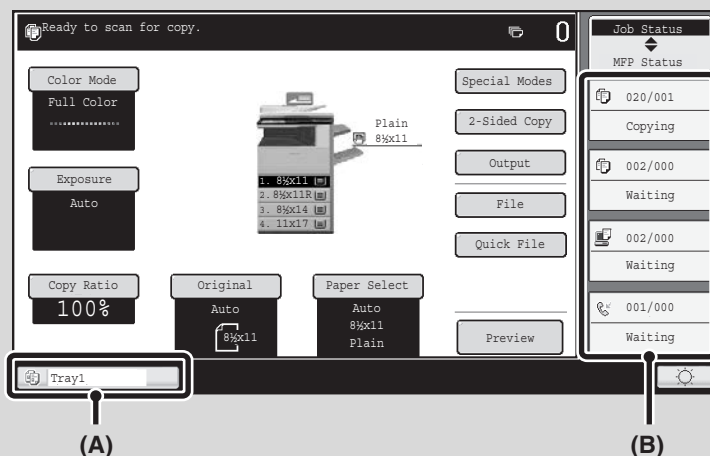 Ready to scan for copy.
0
Job Status
MFP Status
Color Mode
Full Color
Exposure
Auto
Copy Ratio
100%
Plain
8½x11
1. 8½x11
2. 8½x11R
3. 8½x14
4. 11x17
Original
Auto
8½x11
Paper Select
Auto
8½x11
Plain
Special Modes
2-Sided Copy
Output
File
Quick File
Preview
020/001
Copying
002/000
Waiting
002/000
Waiting
001/000
Waiting
Tray1
(A)
(B)